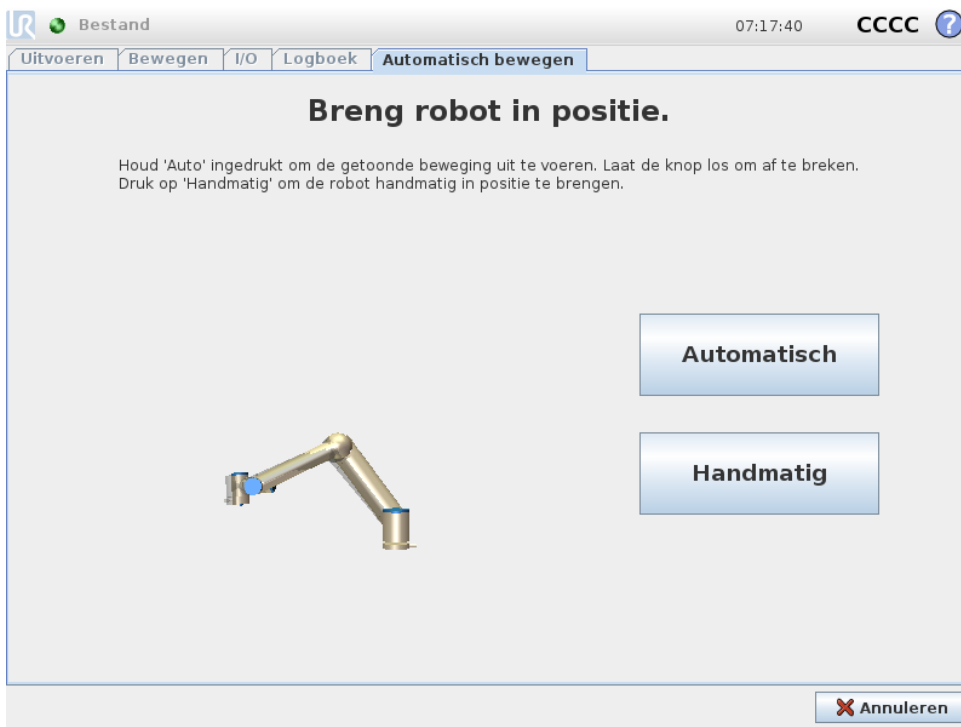 UR Bestand 07:17:40 CCCC ?
Uitvoeren Bewegen I/O Logboek Automatisch bewegen
Breng robot in positie.
Houd 'Auto' ingedrukt om de getoonde beweging uit te voeren. Laat de knop los om af te breken.
Druk op 'Handmatig' om de robot handmatig in positie te brengen.
Automatisch
Handmatig
Annuleren